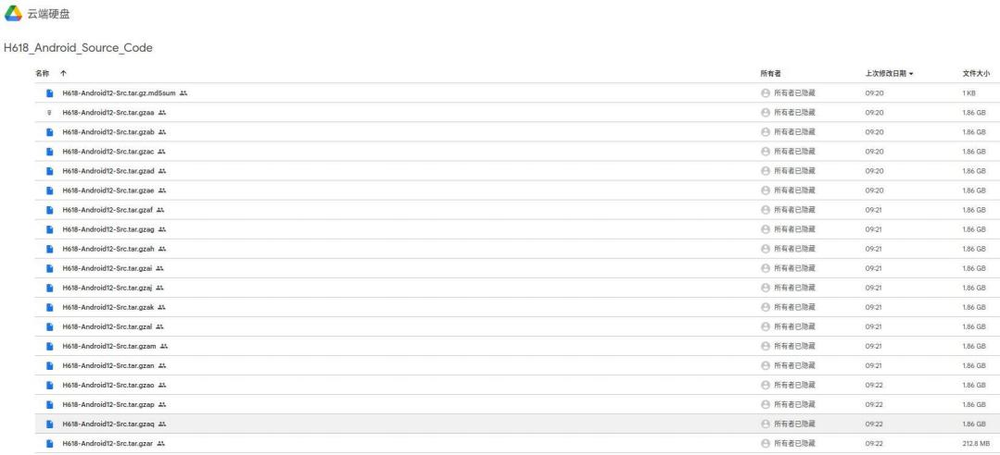 云端硬盘
H618_Android_Source_Code
名称 所有者 上次修改日期 文件大小
H618-Android12-Src.tar.gz.md5sum 所有者已隐藏 09:20 1 KB
H618-Android12-Src.tar.gzaa 所有者已隐藏 09:20 1.86 GB
H618-Android12-Src.tar.gzab 所有者已隐藏 09:20 1.86 GB
H618-Android12-Src.tar.gzac 所有者已隐藏 09:20 1.86 GB
H618-Android12-Src.tar.gzad 所有者已隐藏 09:20 1.86 GB
H618-Android12-Src.tar.gzae 所有者已隐藏 09:20 1.86 GB
H618-Android12-Src.tar.gzaf 所有者已隐藏 09:21 1.86 GB
H618-Android12-Src.tar.gzag 所有者已隐藏 09:21 1.86 GB
H618-Android12-Src.tar.gzah 所有者已隐藏 09:21 1.86 GB
H618-Android12-Src.tar.gzai 所有者已隐藏 09:21 1.86 GB
H618-Android12-Src.tar.gzaj 所有者已隐藏 09:21 1.86 GB
H618-Android12-Src.tar.gzak 所有者已隐藏 09:21 1.86 GB
H618-Android12-Src.tar.gzal 所有者已隐藏 09:21 1.86 GB
H618-Android12-Src.tar.gzam 所有者已隐藏 09:21 1.86 GB
H618-Android12-Src.tar.gzan 所有者已隐藏 09:21 1.86 GB
H618-Android12-Src.tar.gzao 所有者已隐藏 09:22 1.86 GB
H618-Android12-Src.tar.gzap 所有者已隐藏 09:22 1.86 GB
H618-Android12-Src.tar.gzaq 所有者已隐藏 09:22 1.86 GB
H618-Android12-Src.tar.gzar 所有者已隐藏 09:22 212.8 MB